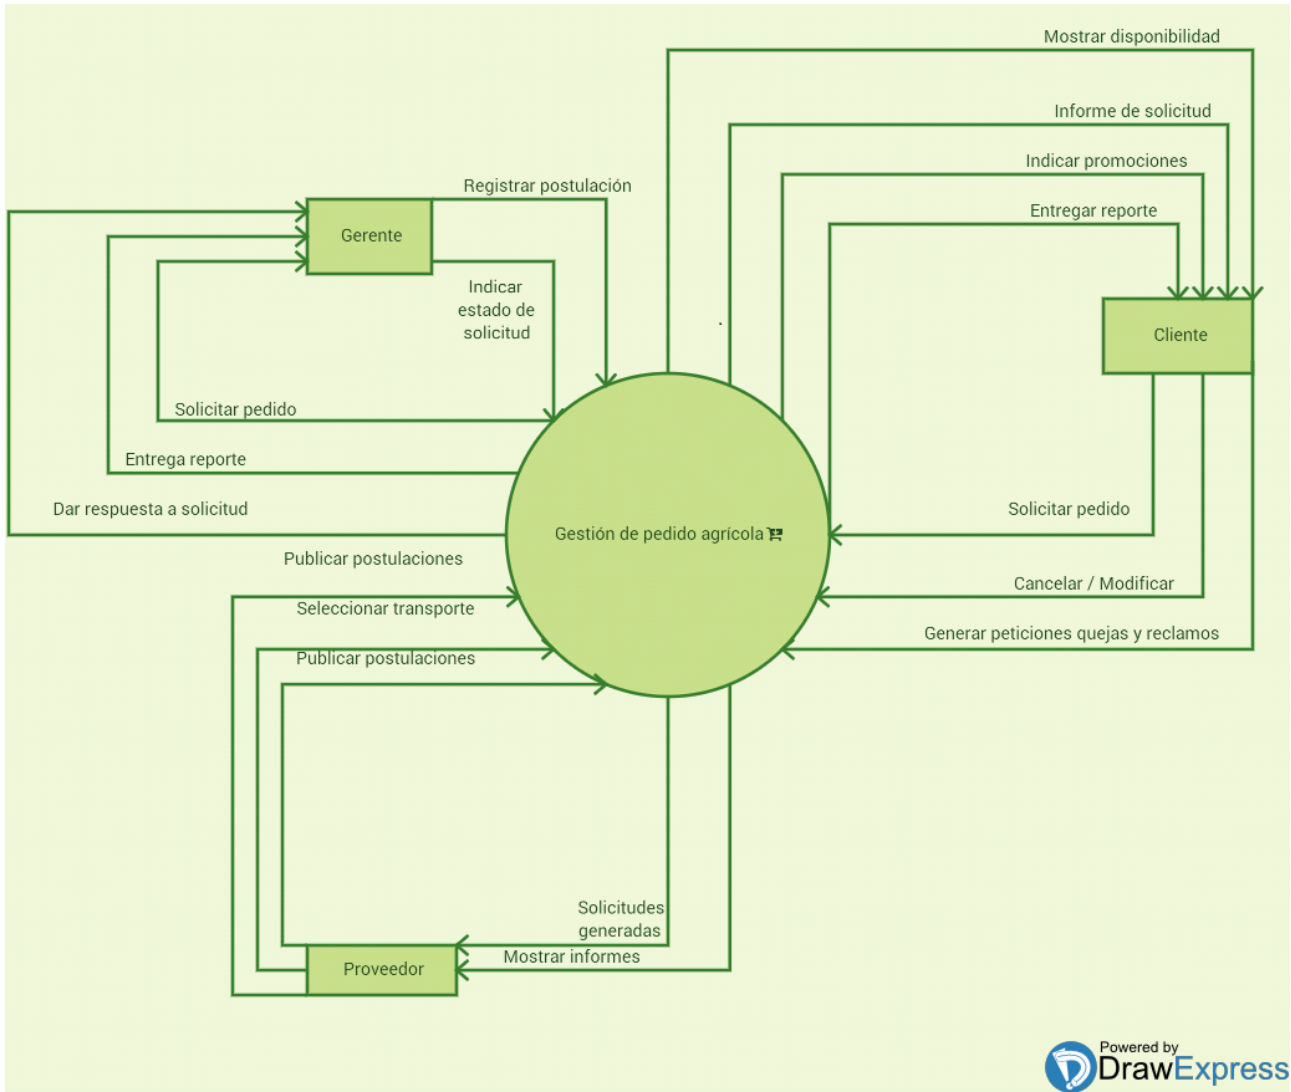 Mostrar disponibilidad
Informe de solicitud
Indicar promociones
Registrar postulación
Entregar reporte
Gerente
Indicar
estado de
solicitud
Cliente
Solicitar pedido
Entrega reporte
Dar respuesta a solicitud
Solicitar pedido
Gestión de pedido agrícola
Publicar postulaciones
Cancelar / Modificar
Seleccionar transporte
Generar peticiones quejas y reclamos
Publicar postulaciones
Solicitudes
generadas
Mostrar informes
Proveedor
Powered by
DrawExpress